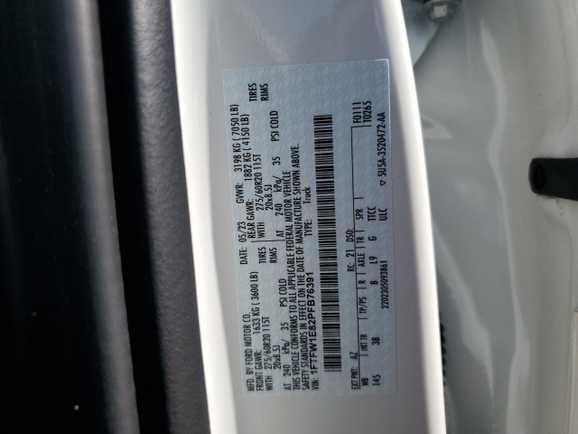 MFD. BY FORD MOTOR CO.
DATE: 05/23 GVWR: 3198 KG ( 7050 LB)
FRONT GAWR: 1633 KG ( 3600 LB) REAR GAWR: 1882 KG ( 4150 LB)
WITH 275/60R20 115T TIRES WITH 275/60R20 115T TIRES
20x8.5J RIMS 20x8.5J RIMS
AT 240 kPa/ 35 PSI COLD AT 240 kPa/ 35 PSI COLD
THIS VEHICLE CONFORMS TO ALL APPLICABLE FEDERAL MOTOR VEHICLE
SAFETY STANDARDS IN EFFECT ON THE DATE OF MANUFACTURE SHOWN ABOVE.
VIN: 1FTFW1E82PFB76391 TYPE: Truck
F0111
T0265
EXT PNT: AZ RC: 21 DSO:
WB INT TR TP/PS R AXLE TR SPR
145 3B B L9 G TTCC
2202305093861 ULC
5U5A-3520472-AA